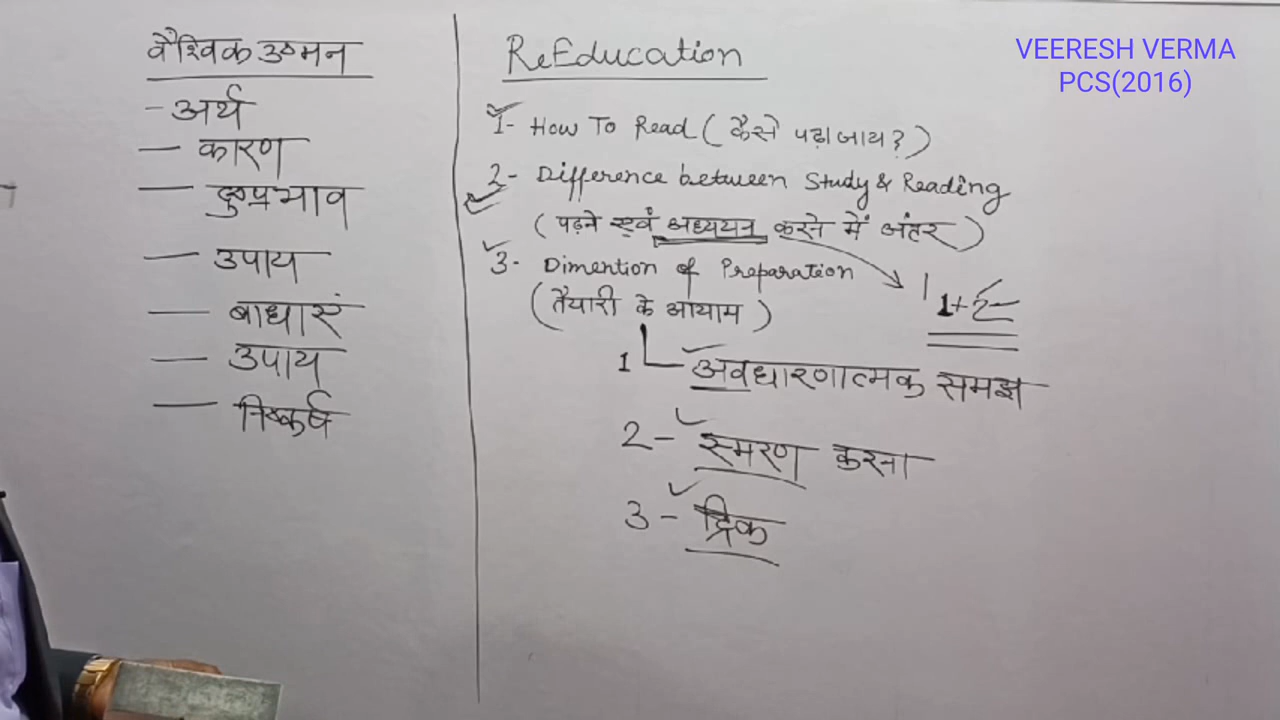 वैश्विक उष्मन
- अर्थ
- कारण
- दुष्प्रभाव
- उपाय
- बाधाएं
- उपाय
- निष्कर्ष
ReEducation
1- How To Read ( कैसे पढ़ा जाय ? )
2- Difference between Study & Reading
( पढ़ने एवं अध्ययन करने में अंतर )
3- Dimention of Preparation
( तैयारी के आयाम )
1+2-
1 अवधारणात्मक समझ
2- स्मरण करना
3- ट्रिक
VEERESH VERMA
PCS(2016)